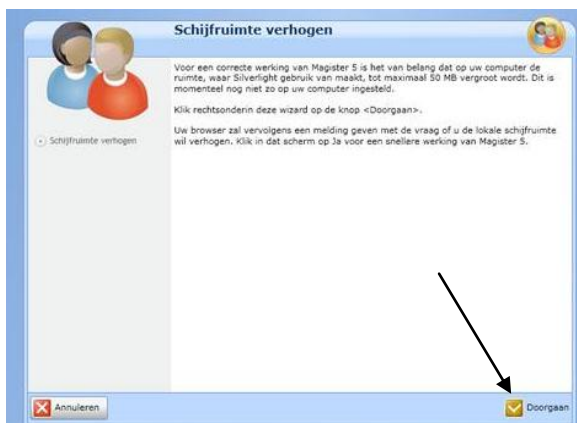 Schijfruimte verhogen
Voor een correcte werking van Magister 5 is het van belang dat op uw computer de
ruimte, waar Silverlight gebruik van maakt, tot maximaal 50 MB vergroot wordt. Dit is
momenteel nog niet zo op uw computer ingesteld.
Klik rechtsonderin deze wizard op de knop <Doorgaan>.
Uw browser zal vervolgens een melding geven met de vraag of u de lokale schijfruimte
wil verhogen. Klik in dat scherm op Ja voor een snellere werking van Magister 5.
Schijfruimte verhogen
Annuleren
Doorgaan